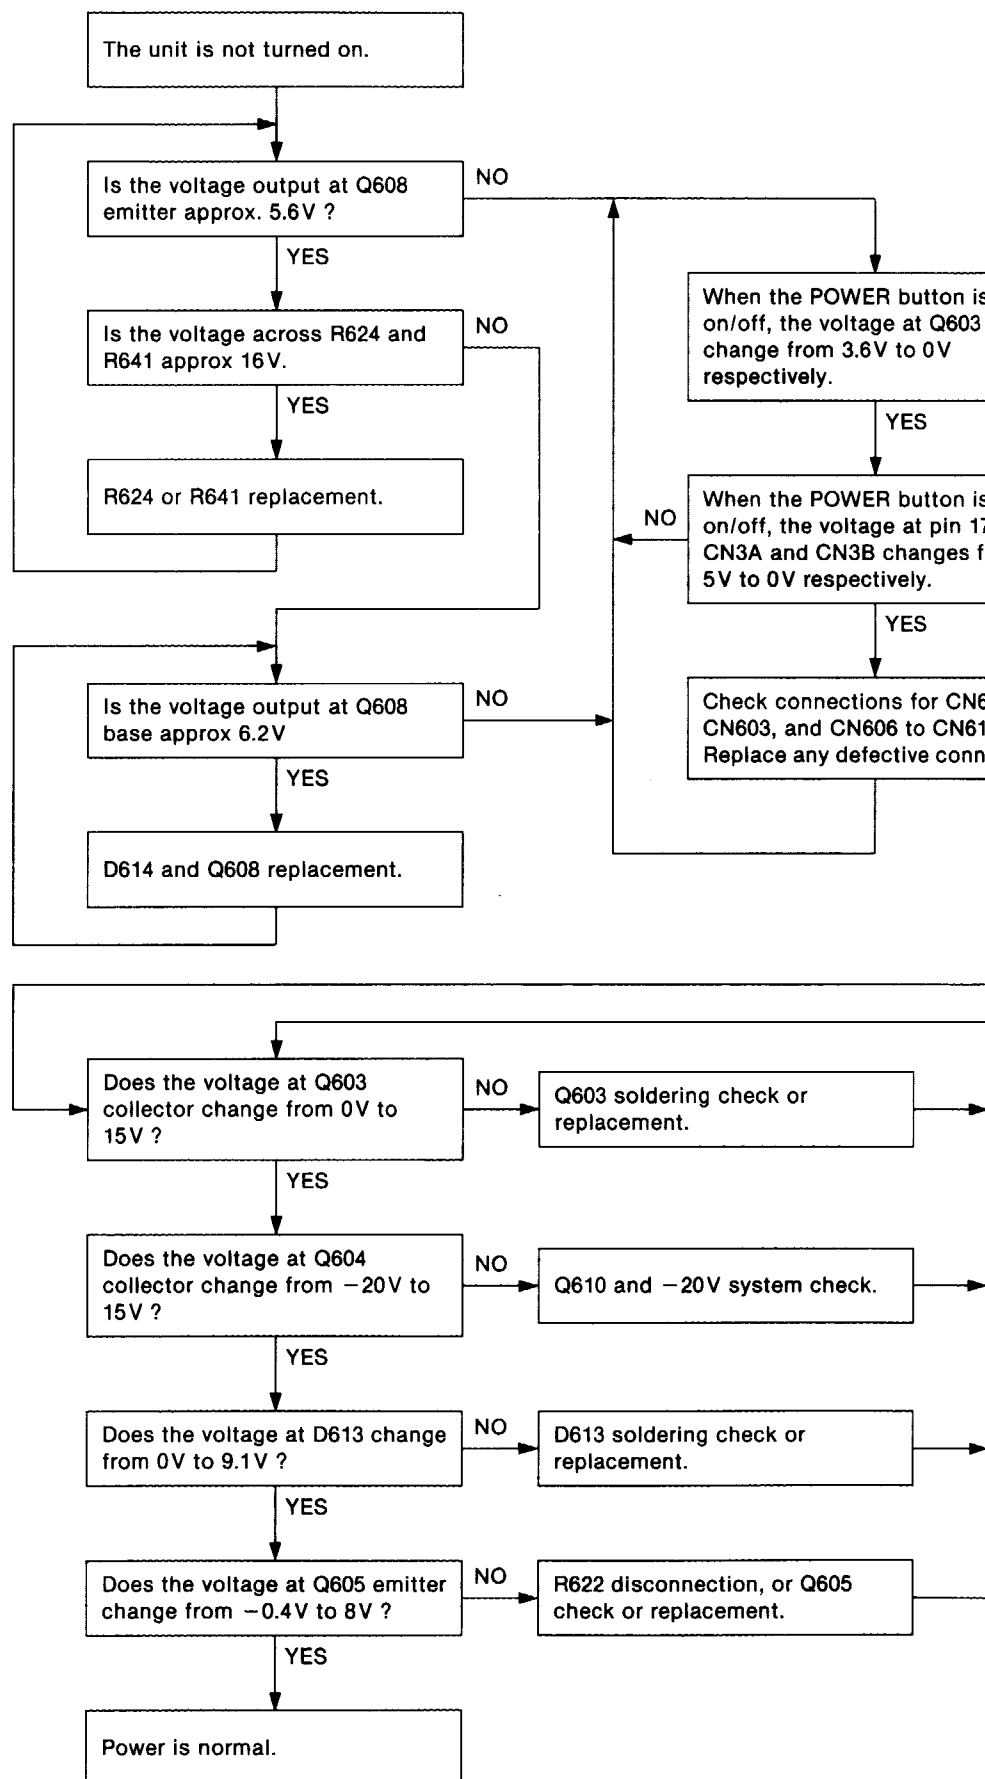 The unit is not turned on.
Is the voltage output at Q608
emitter approx. 5.6V ?
NO
YES
Is the voltage across R624 and
R641 approx 16V.
NO
YES
R624 or R641 replacement.
When the POWER button is
on/off, the voltage at Q603
change from 3.6V to 0V
respectively.
YES
When the POWER button is
on/off, the voltage at pin 17
CN3A and CN3B changes f
5V to 0V respectively.
NO
YES
Check connections for CN6
CN603, and CN606 to CN61
Replace any defective conn
Is the voltage output at Q608
base approx 6.2V
NO
YES
D614 and Q608 replacement.
Does the voltage at Q603
collector change from 0V to
15V ?
NO
Q603 soldering check or
replacement.
YES
Does the voltage at Q604
collector change from −20V to
15V ?
NO
Q610 and −20V system check.
YES
Does the voltage at D613 change
from 0V to 9.1V ?
NO
D613 soldering check or
replacement.
YES
Does the voltage at Q605 emitter
change from −0.4V to 8V ?
NO
R622 disconnection, or Q605
check or replacement.
YES
Power is normal.